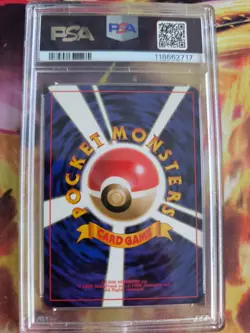 PSA
PSA
118662717
POCKET MONSTERS
CARD GAME